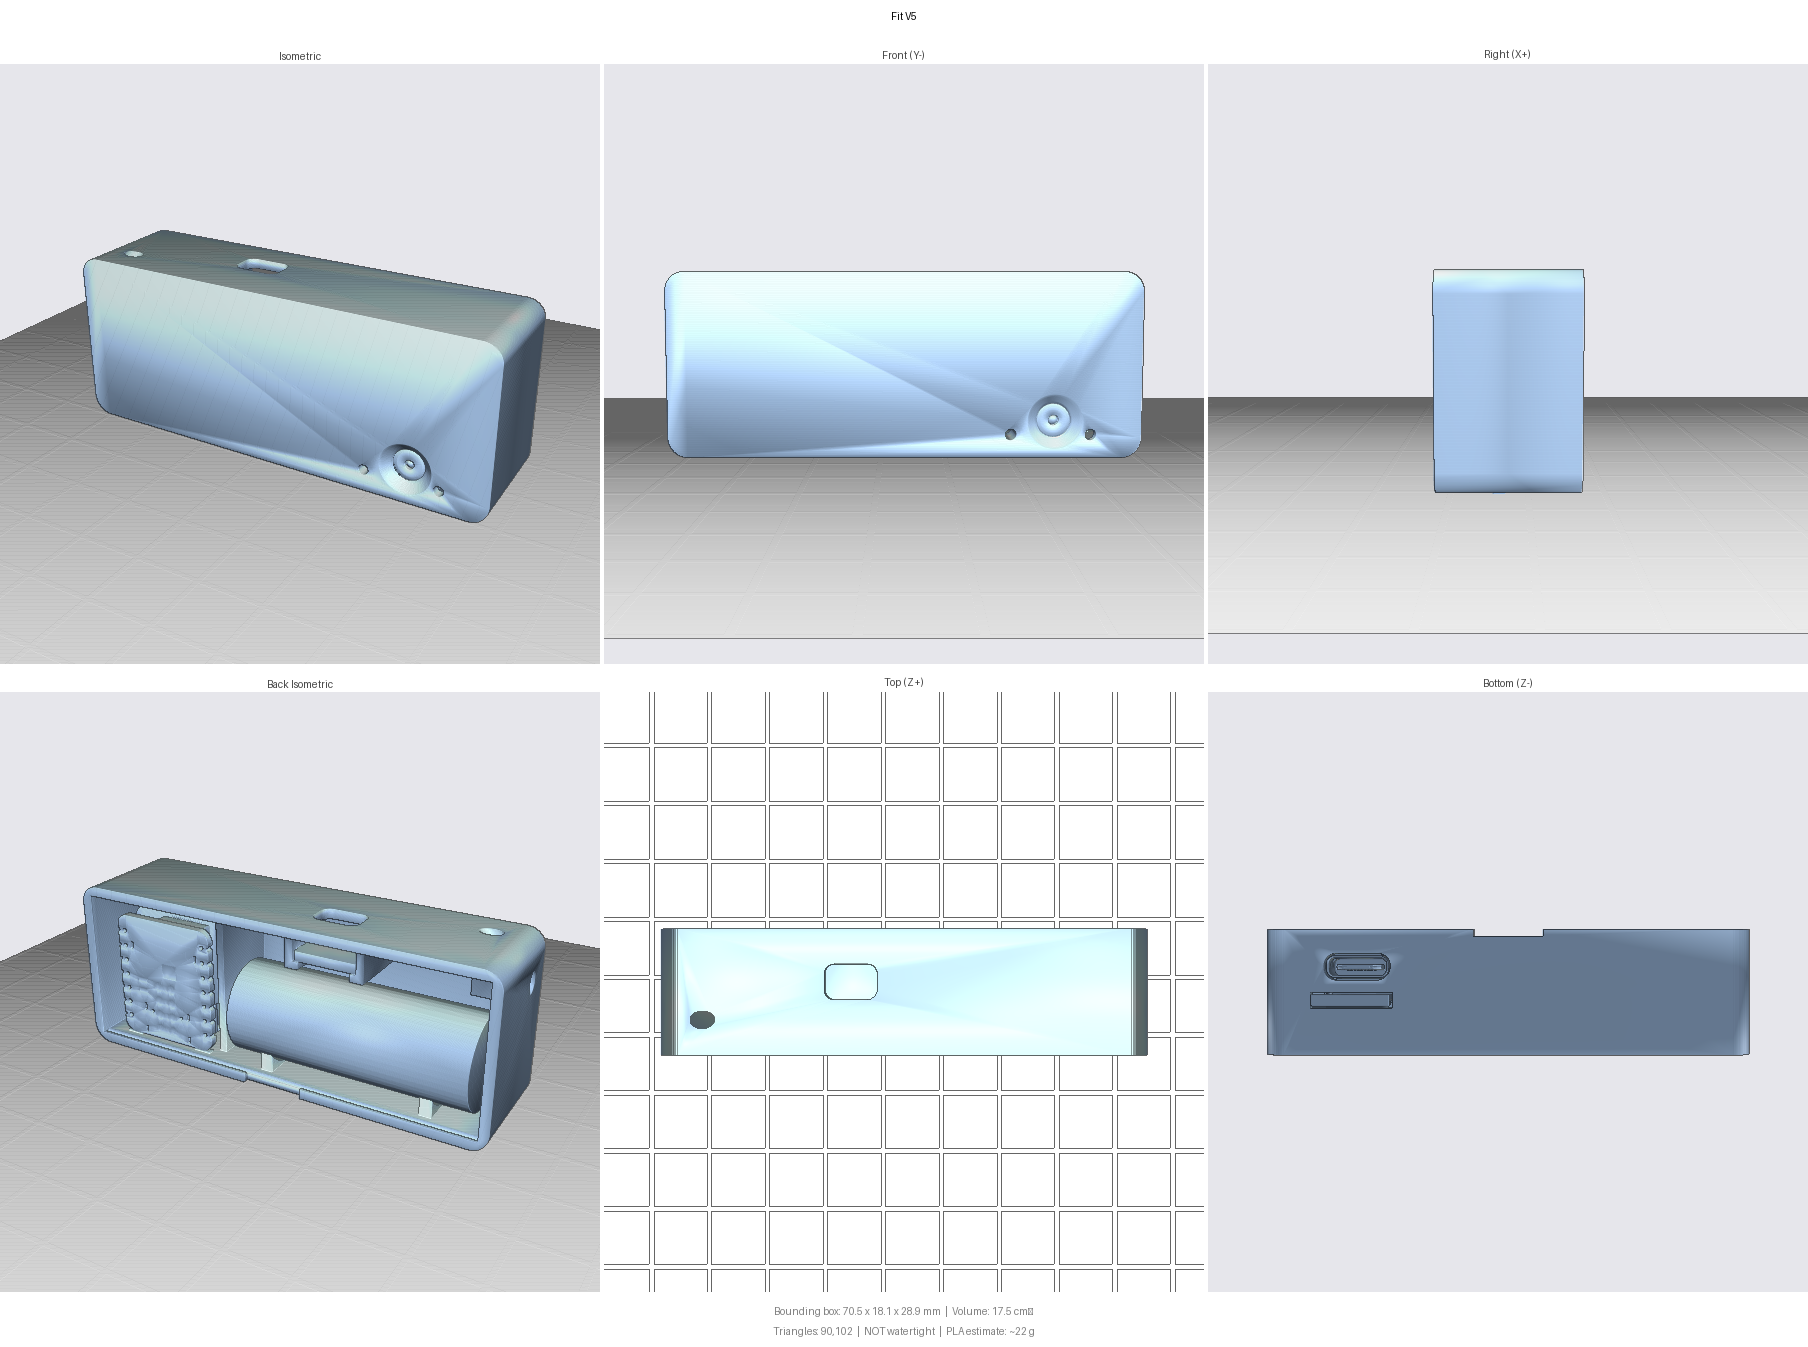 Fit V5
Isometric
Front (Y-)
Right (X+)
Back Isometric
Top (Z+)
Bottom (Z-)
Bounding box: 70.5 x 18.1 x 28.9 mm | Volume: 17.5 cm▯
Triangles: 90,102 | NOT watertight | PLA estimate: ~22 g